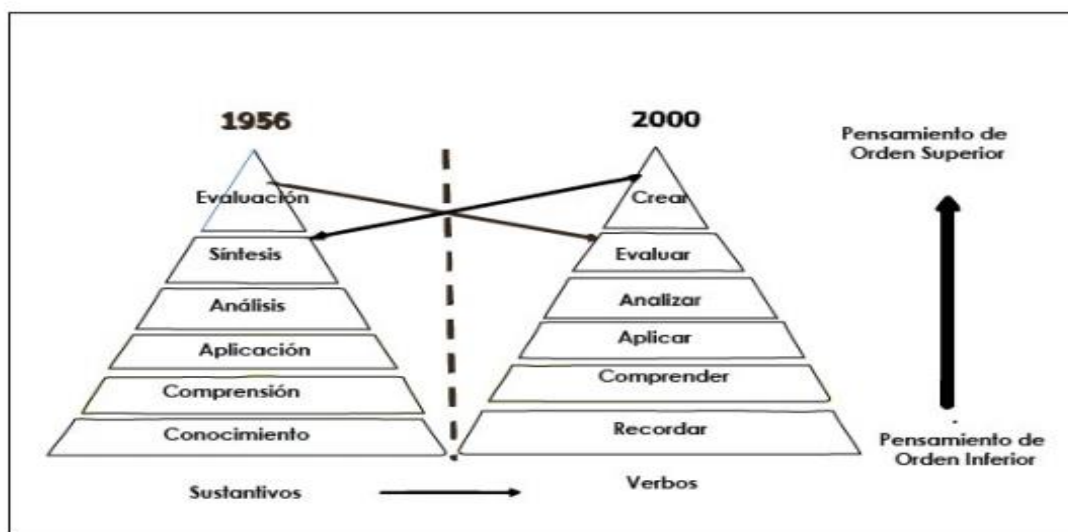 1956
Evaluación
Síntesis
Análisis
Aplicación
Comprensión
Conocimiento
Sustantivos
2000
Crear
Evaluar
Analizar
Aplicar
Comprender
Recordar
Verbos
Pensamiento de
Orden Superior
Pensamiento de
Orden Inferior